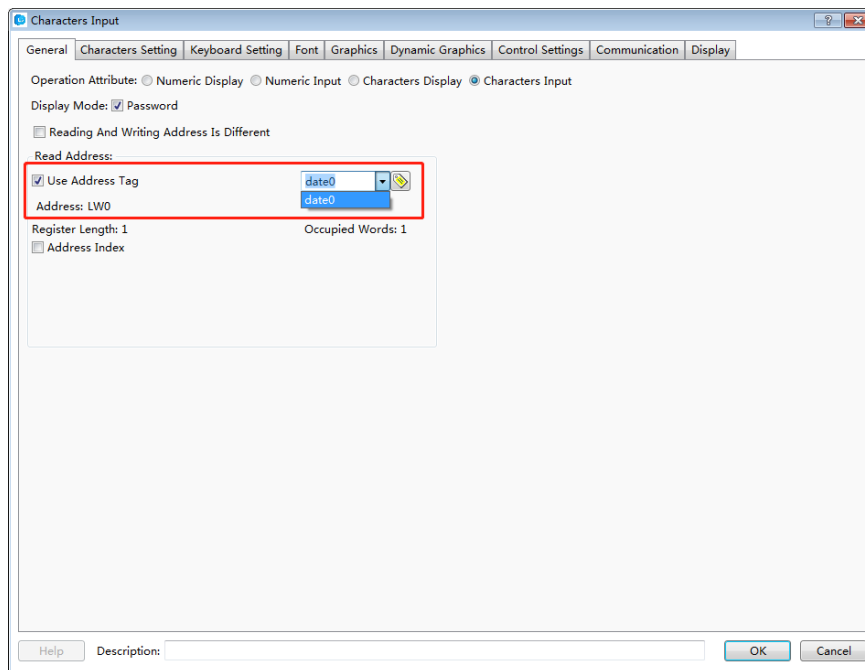 Characters Input
General Characters Setting Keyboard Setting Font Graphics Dynamic Graphics Control Settings Communication Display
Operation Attribute: Numeric Display Numeric Input Characters Display Characters Input
Display Mode: Password
Reading And Writing Address Is Different
Read Address:
Use Address Tag date0
date0
Address: LW0
Register Length: 1 Occupied Words: 1
Address Index
Help Description: OK Cancel